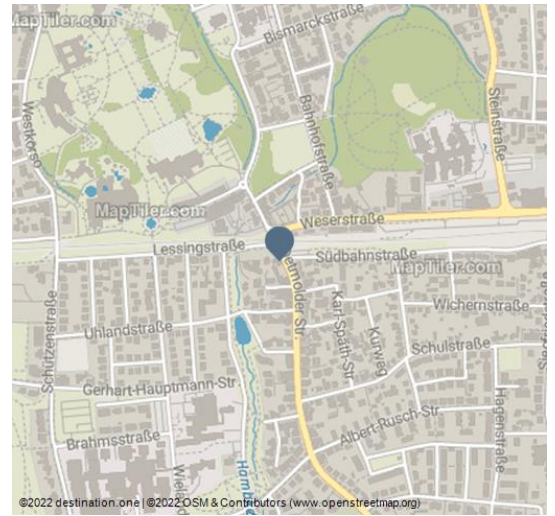 MapTiler.com
Bismarckstraße
Westkorso
Bahnhofstraße
Steinstraße
MapTiler.com
Weserstraße
Lessingstraße
Südbahnstraße
MapTiler.com
etmolder Str.
Wichernstraße
Uhlandstraße
Karl-Späth-Str.
Kurweg
Schulstraße
Schützenstraße
Gerhart-Hauptmann-Str.
Hagenstraße
Albert-Rusch-Str
Brahmsstraße
©2022 destination.one | ©2022 OSM & Contributors (www.openstreetmap.org)